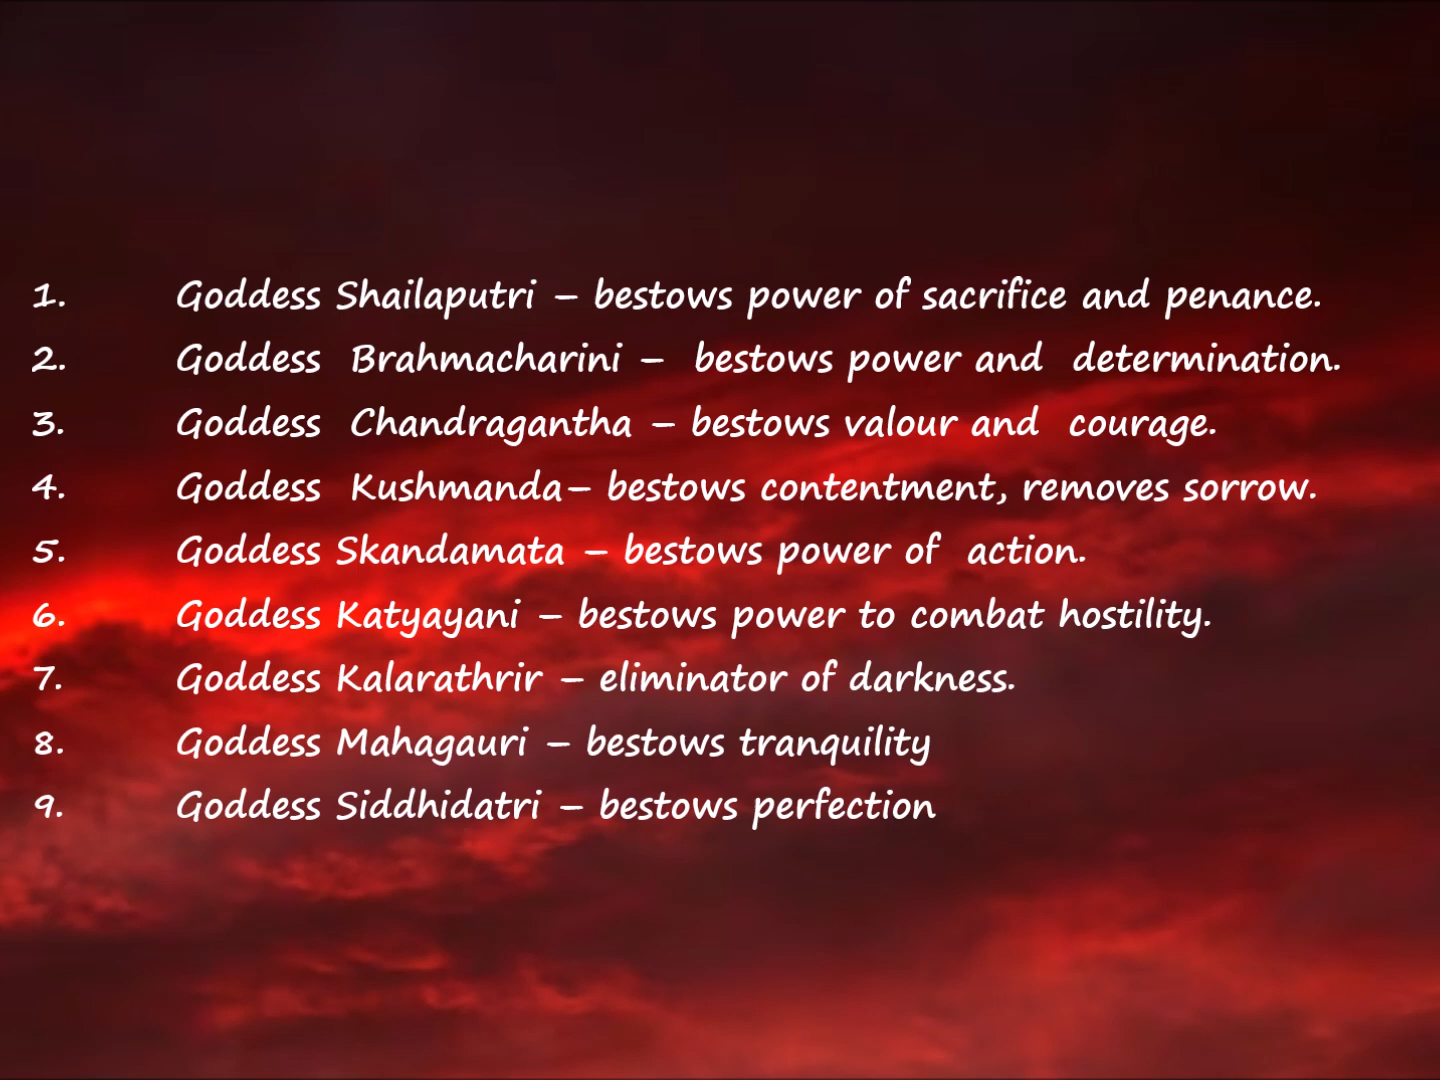 1. Goddess Shailaputri – bestows power of sacrifice and penance.
2. Goddess Brahmacharini – bestows power and determination.
3. Goddess Chandragantha – bestows valour and courage.
4. Goddess Kushmanda– bestows contentment, removes sorrow.
5. Goddess Skandamata – bestows power of action.
6. Goddess Katyayani – bestows power to combat hostility.
7. Goddess Kalarathrir – eliminator of darkness.
8. Goddess Mahagauri – bestows tranquility
9. Goddess Siddhidatri – bestows perfection